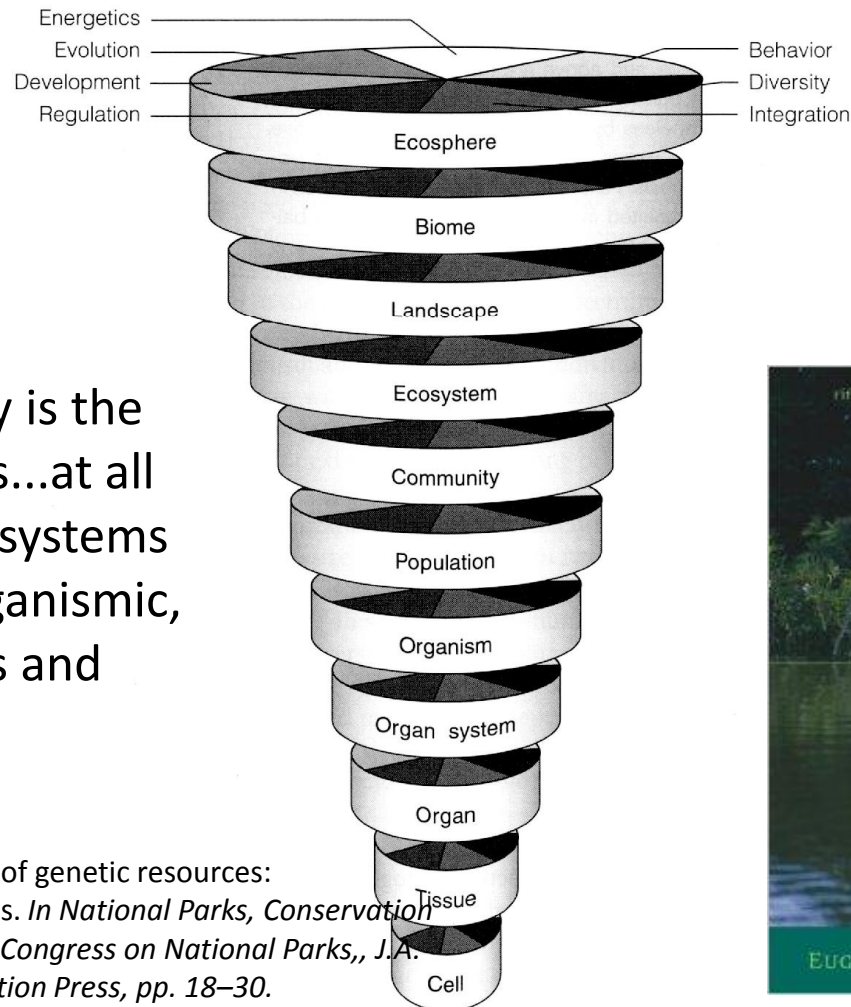 Energetics
Evolution
Development
Regulation
Behavior
Diversity
Integration
Ecosphere
Biome
Landscape
Ecosystem
Community
Population
Organism
Organ system
Organ
Tissue
Cell
is the
s...at all
systems
ganismic,
s and
of genetic resources:
s. In National Parks, Conservation
Congress on National Parks,, J.A.
tion Press, pp. 18–30.
EUG